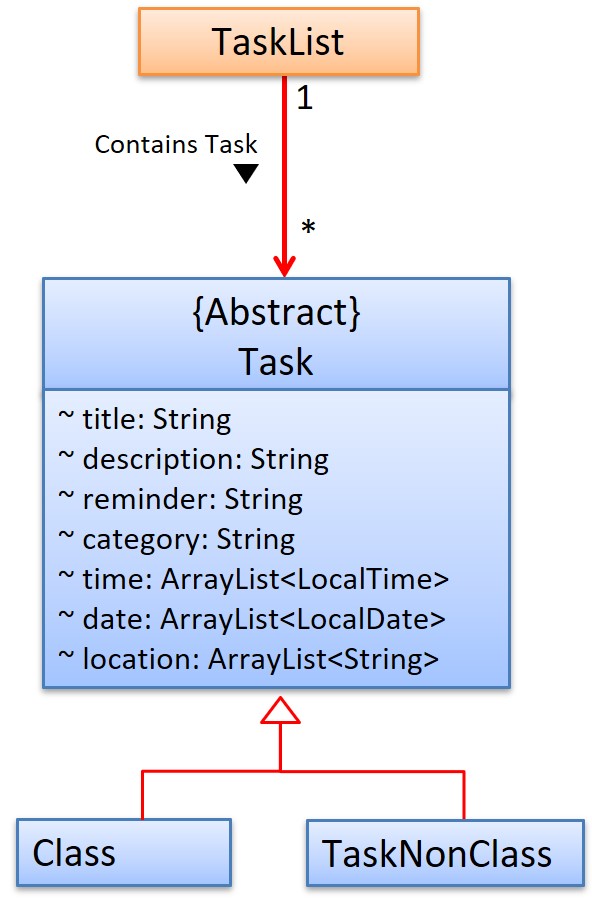 TaskList
1
Contains Task
*
{Abstract}
Task
~ title: String
~ description: String
~ reminder: String
~ category: String
~ time: ArrayList<LocalTime>
~ date: ArrayList<LocalDate>
~ location: ArrayList<String>
Class
TaskNonClass